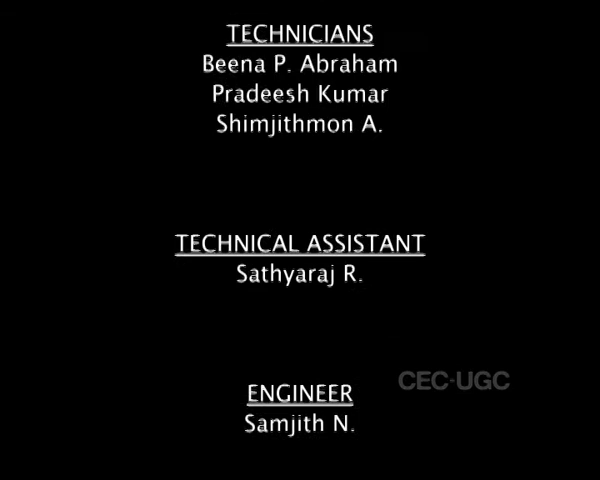 TECHNICIANS
Beena P. Abraham
Pradeesh Kumar
Shimjithmon A.
TECHNICAL ASSISTANT
Sathyaraj R.
CEC-UGC
ENGINEER
Samjith N.